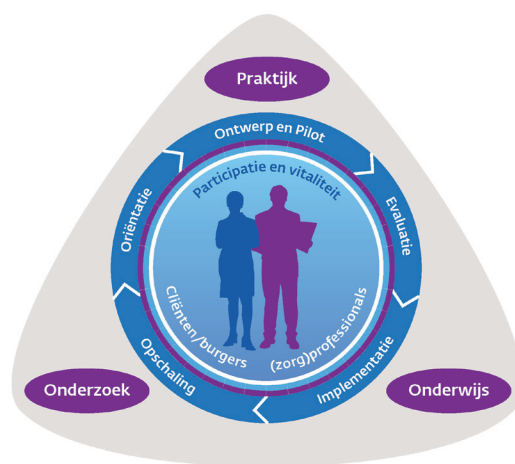 Praktijk
Ontwerp en Pilot
Participatie en vitaliteit
Oriëntatie
Evaluatie
Cliënten/burgers
(zorg)professionals
Opschaling
Implementatie
Onderzoek
Onderwijs